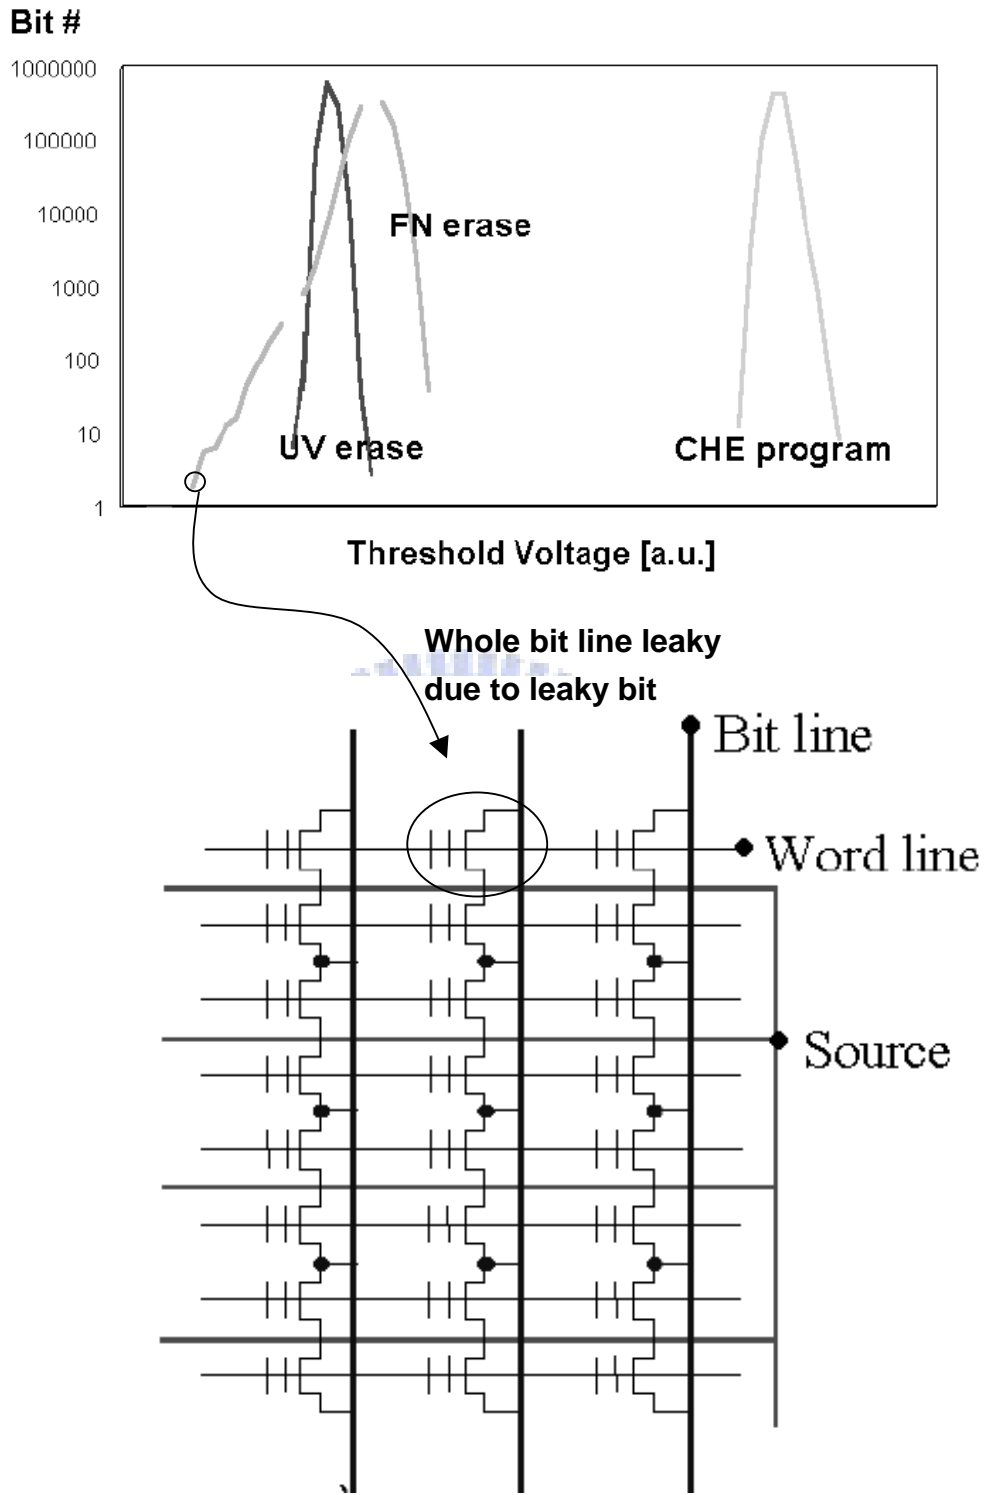 Bit #
1000000
100000
10000
1000
100
10
1
FN erase
UV erase
CHE program
Threshold Voltage [a.u.]
Whole bit line leaky
due to leaky bit
Bit line
Word line
Source